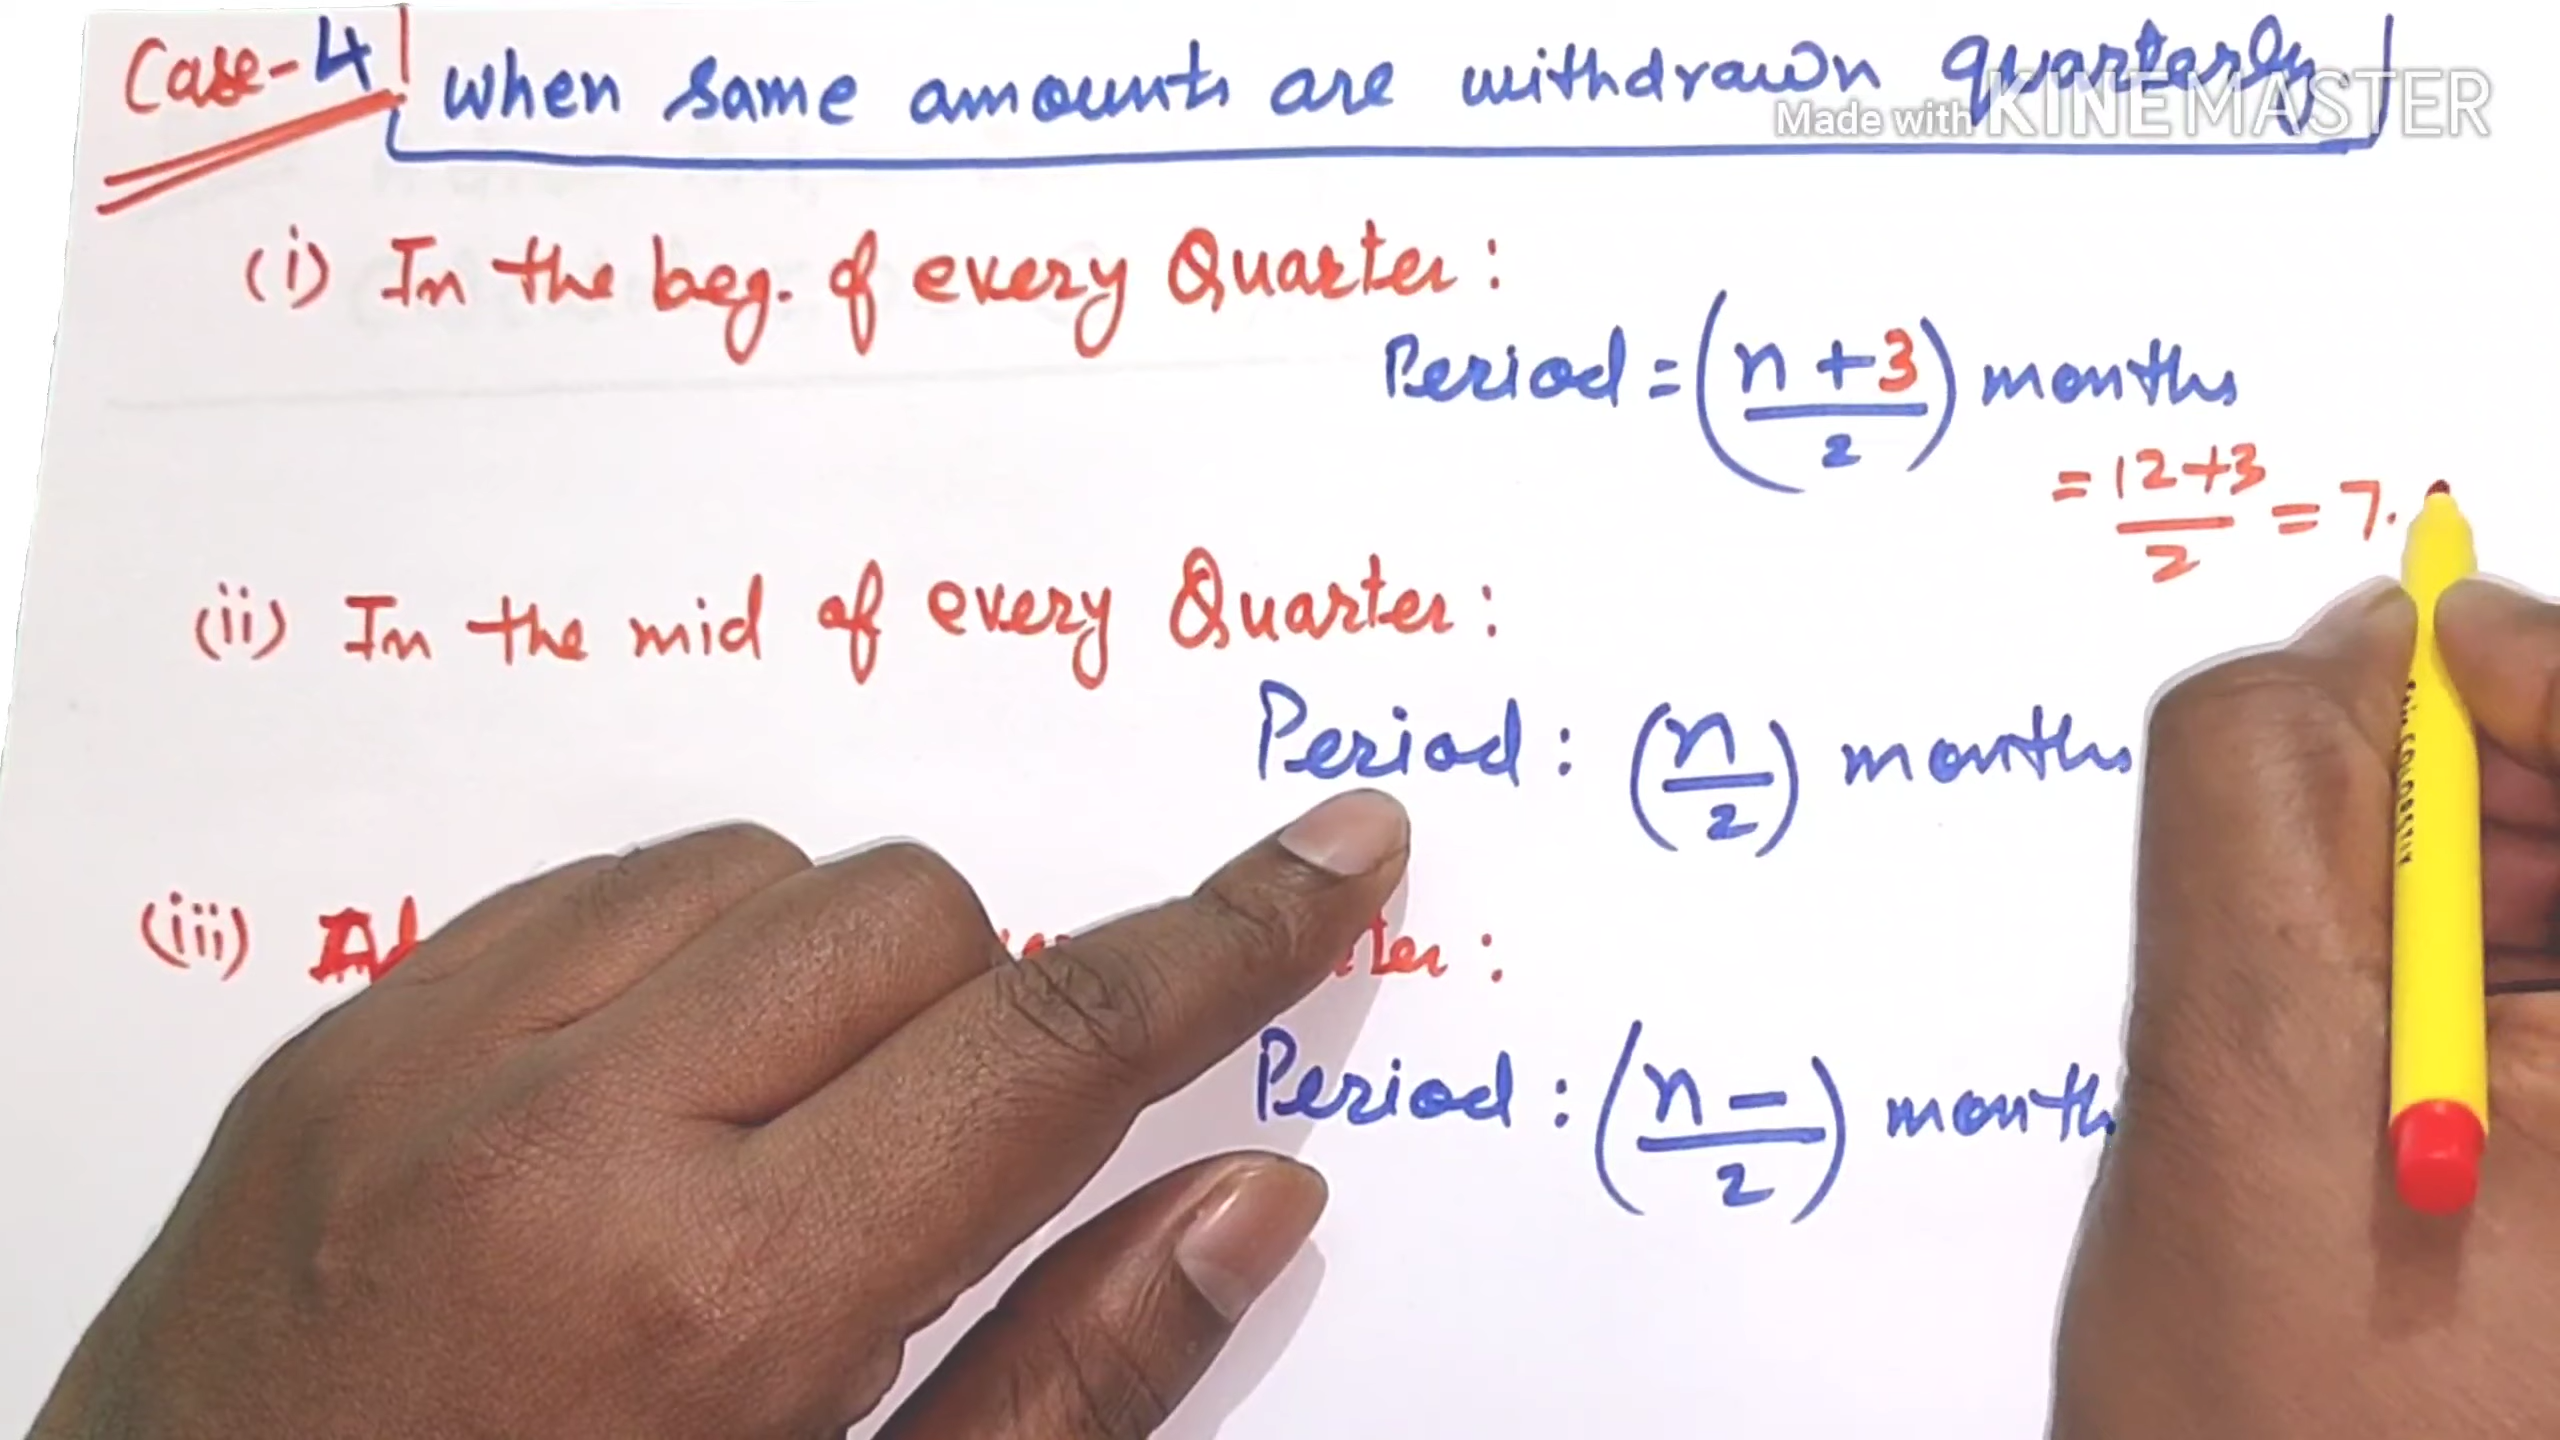 Case-4 When same amounts are withdrawn quarterly.
Made with KINEMASTER
(i) In the beg. of every Quarter:
Period = (n+3/2) months
= 12+3/2 = 7.
(ii) In the mid of every Quarter:
Period : (n/2) months
(iii)
Period : (n-/2) month